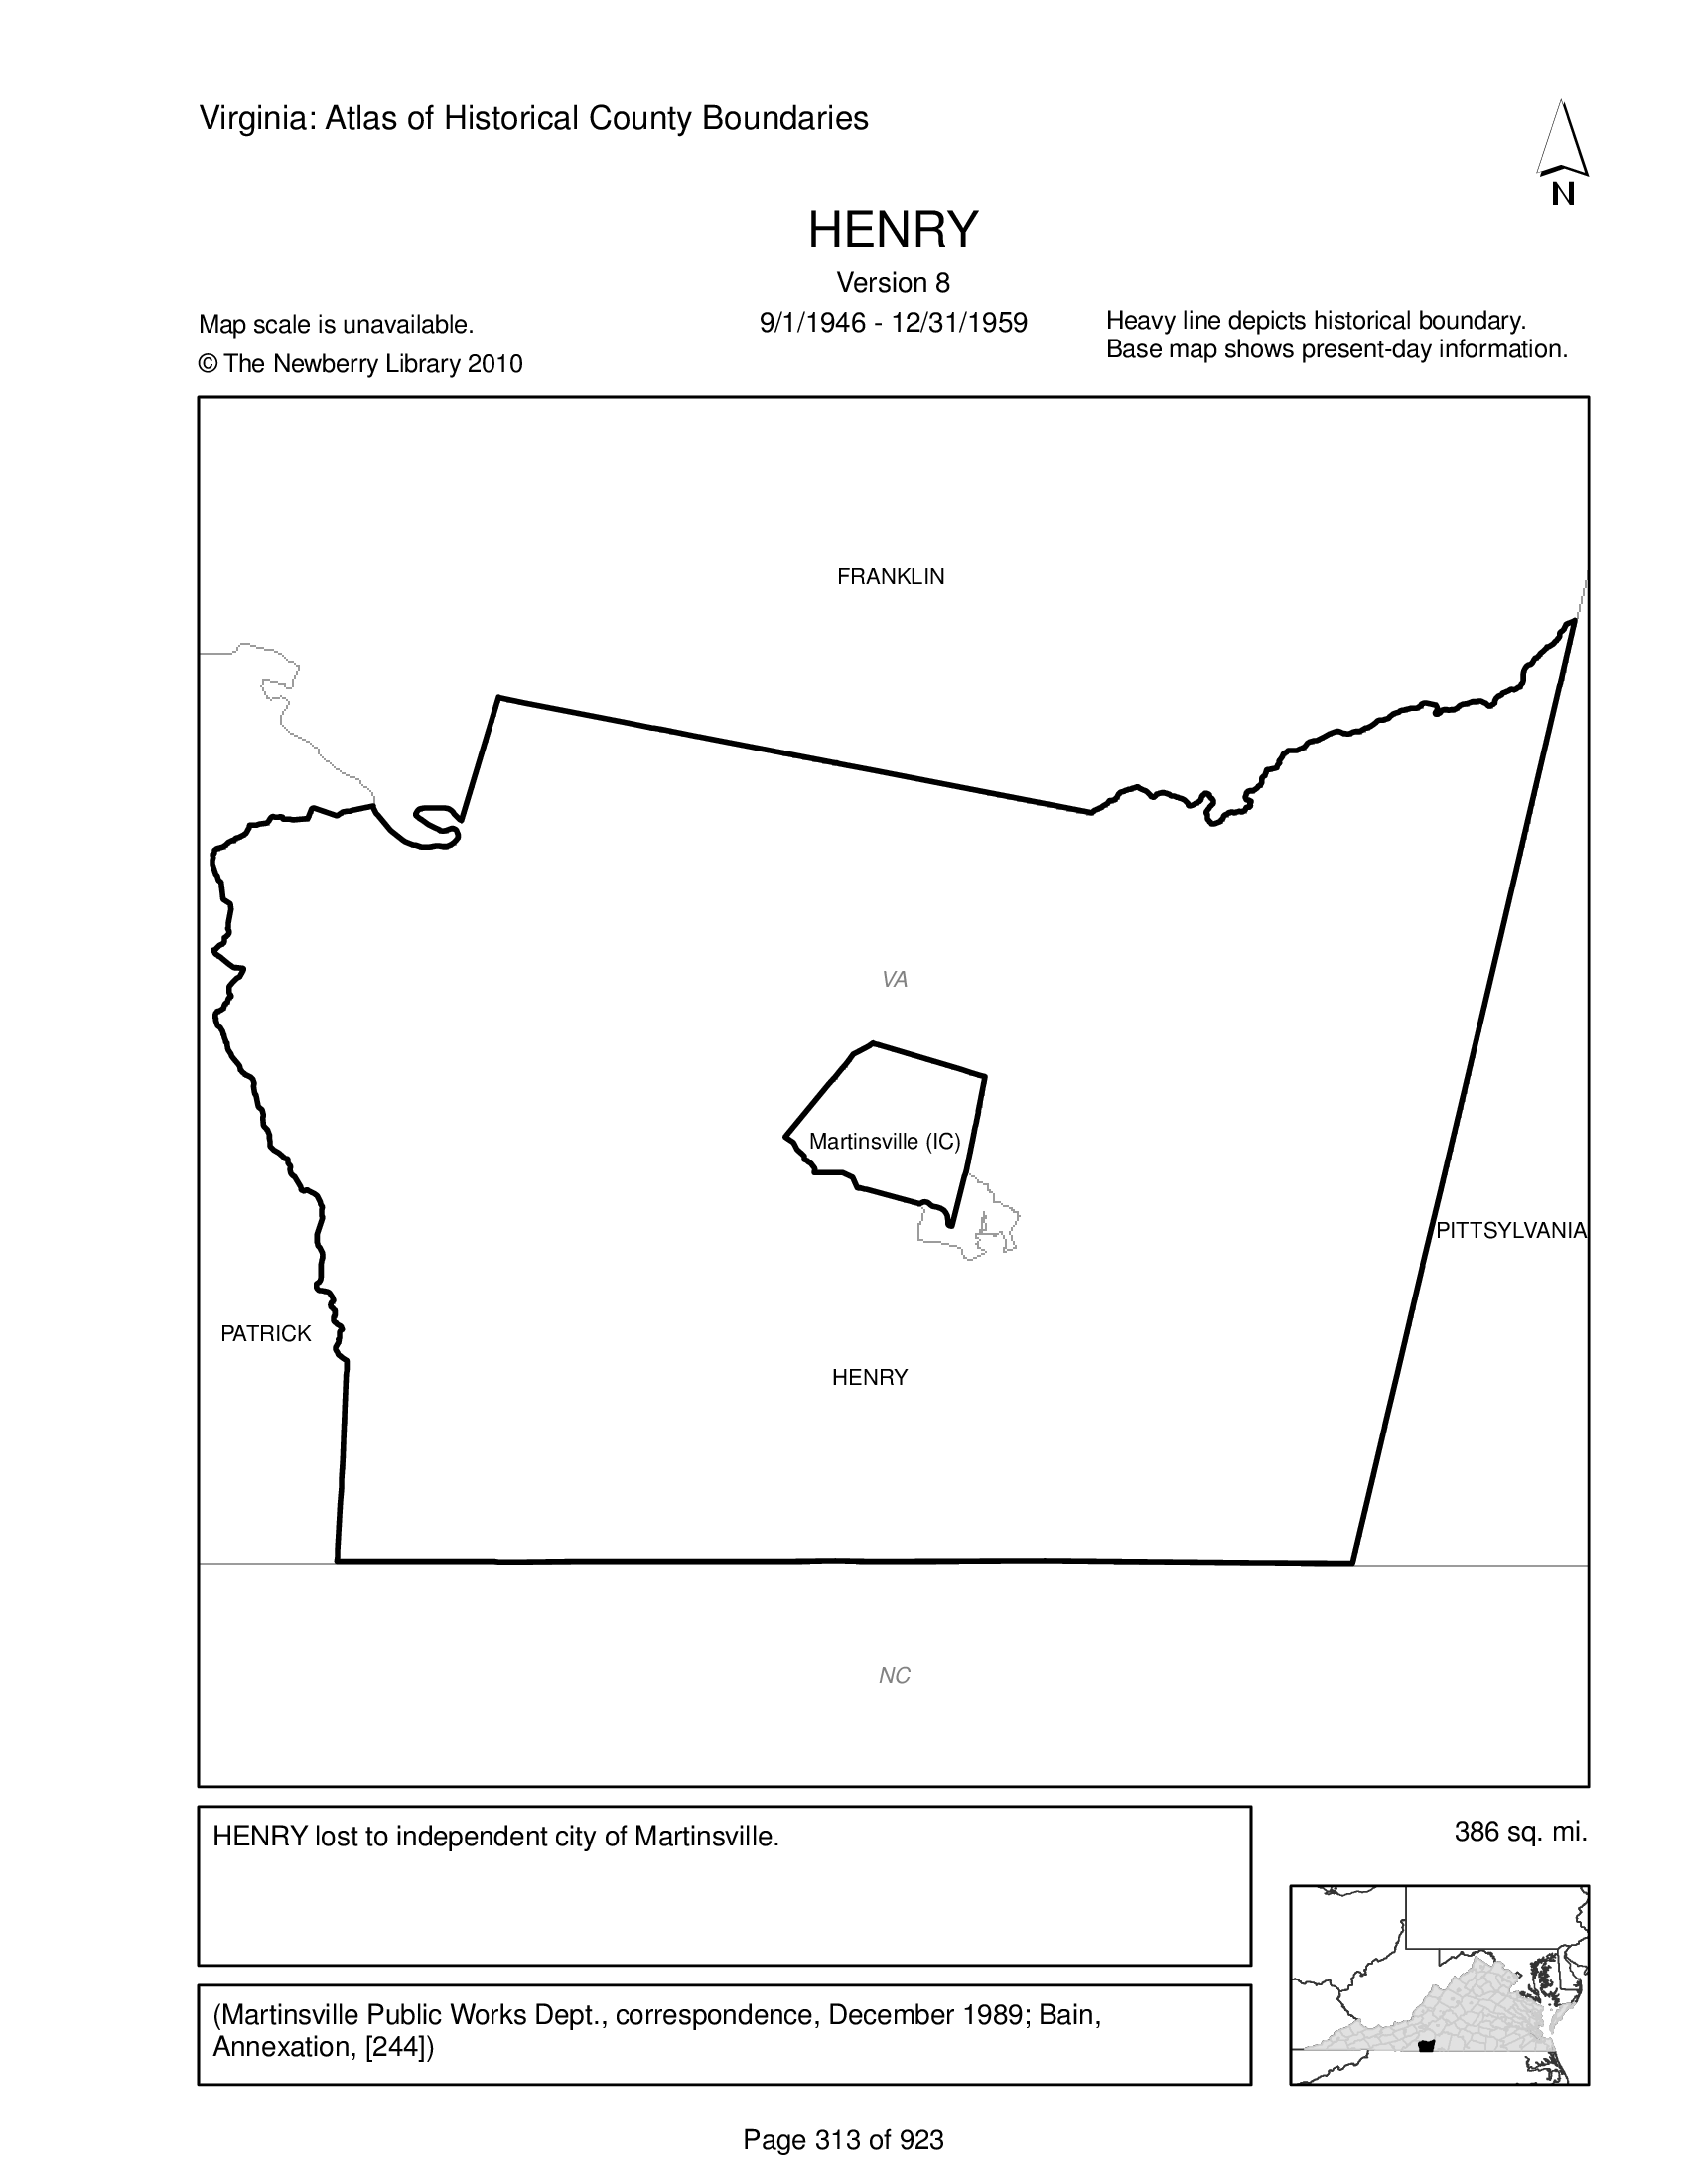 Virginia: Atlas of Historical County Boundaries
N
HENRY
Version 8
9/1/1946 - 12/31/1959
Map scale is unavailable.
© The Newberry Library 2010
Heavy line depicts historical boundary.
Base map shows present-day information.
FRANKLIN
VA
Martinsville (IC)
PITTSYLVANIA
PATRICK
HENRY
NC
HENRY lost to independent city of Martinsville.
386 sq. mi.
(Martinsville Public Works Dept., correspondence, December 1989; Bain,
Annexation, [244])
Page 313 of 923